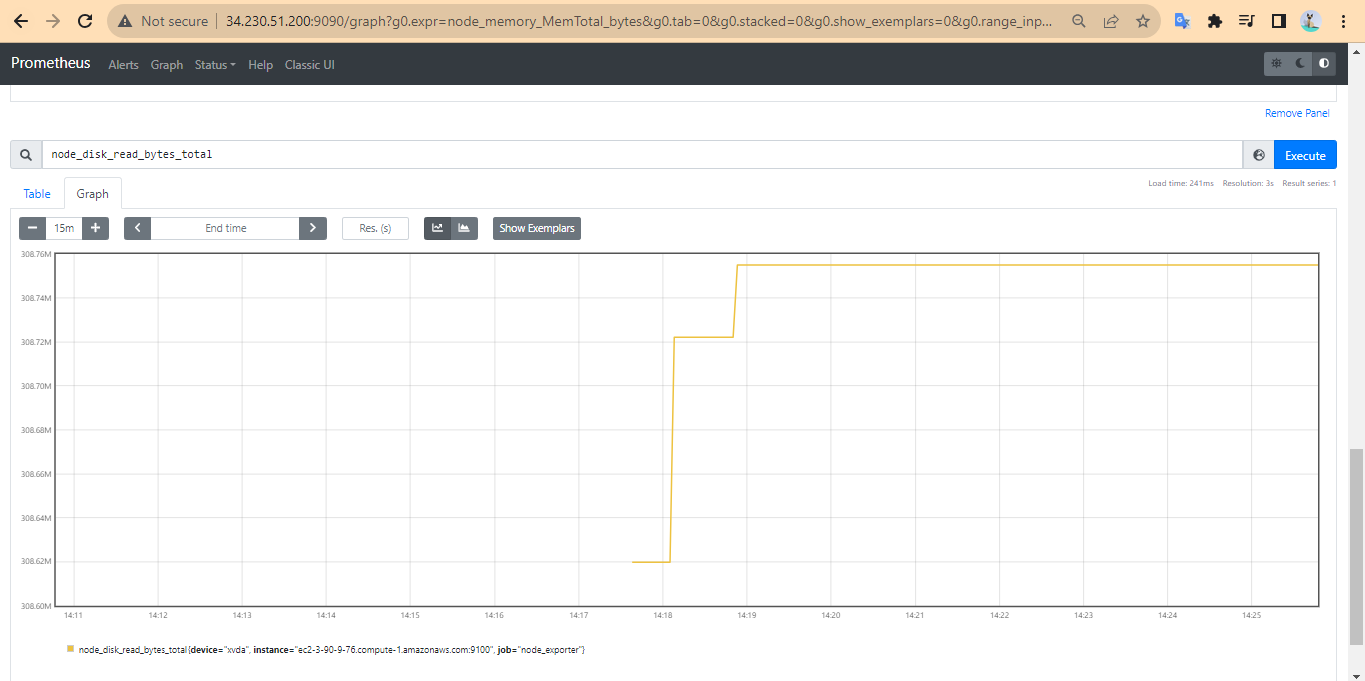 Not secure 34.230.51.200:9090/graph?g0.expr=node_memory_MemTotal_bytes&g0.tab=0&g0.stacked=0&g0.show_exemplars=0&g0.range_inp...
Prometheus Alerts Graph Status Help Classic UI
Remove Panel
node_disk_read_bytes_total Execute
Load time: 241ms Resolution: 3s Result series: 1
Table Graph
15m End time Res. (s) Show Exemplars
308.76M
308.74M
308.72M
308.70M
308.68M
308.66M
308.64M
308.62M
308.60M
14:11 14:12 14:13 14:14 14:15 14:16 14:17 14:18 14:19 14:20 14:21 14:22 14:23 14:24 14:25
node_disk_read_bytes_total{device="xvda", instance="ec2-3-90-9-76.compute-1.amazonaws.com:9100", job="node_exporter"}